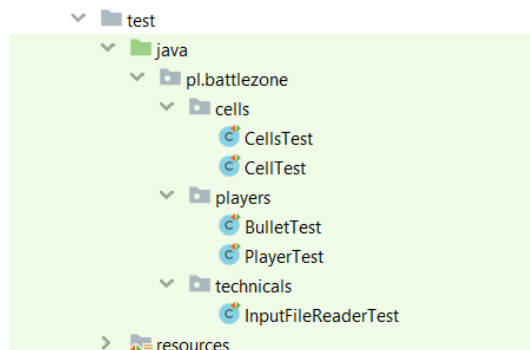 test
java
pl.battlezone
cells
CellsTest
CellTest
players
BulletTest
PlayerTest
technicals
InputFileReaderTest
resources